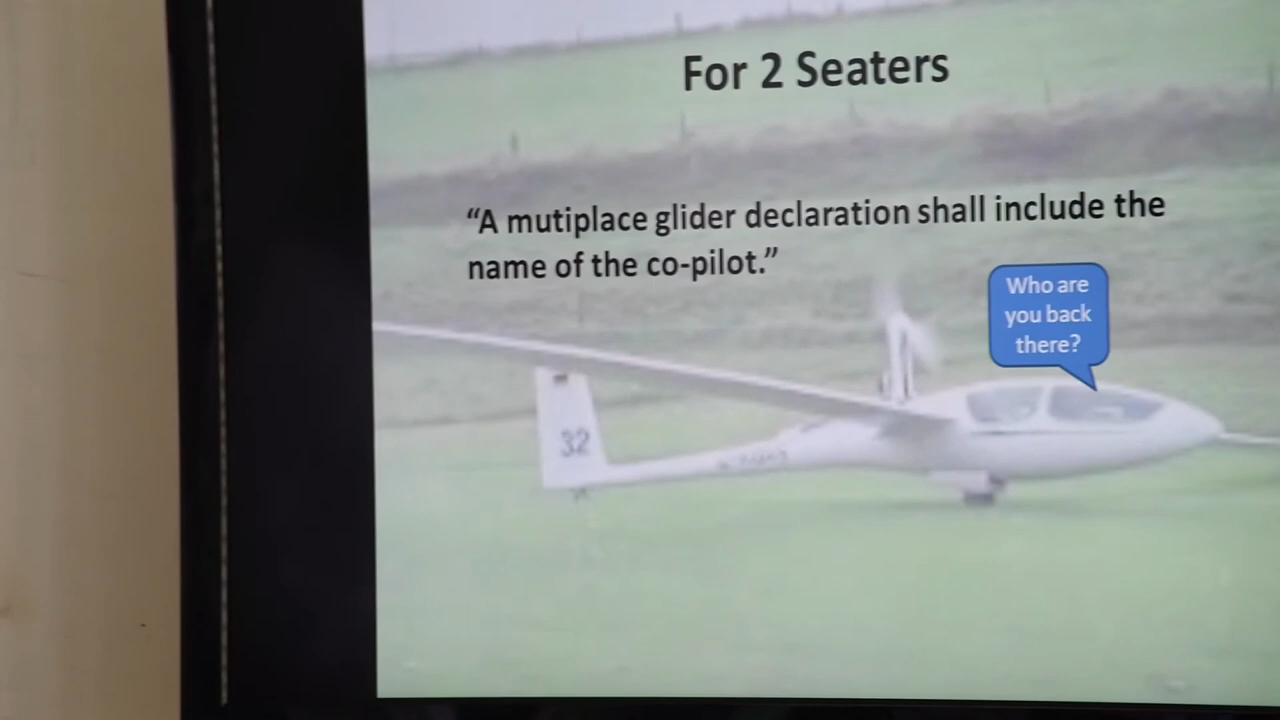 For 2 Seaters
“A mutiplace glider declaration shall include the
name of the co-pilot.”
Who are
you back
there?
32